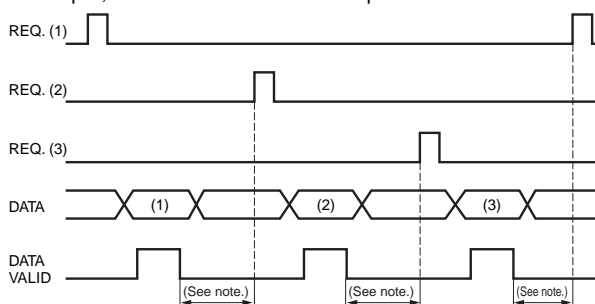 REQ. (1)
REQ. (2)
REQ. (3)
DATA
(1)
(2)
(3)
DATA
VALID
(See note.)
(See note.)
(See note.)